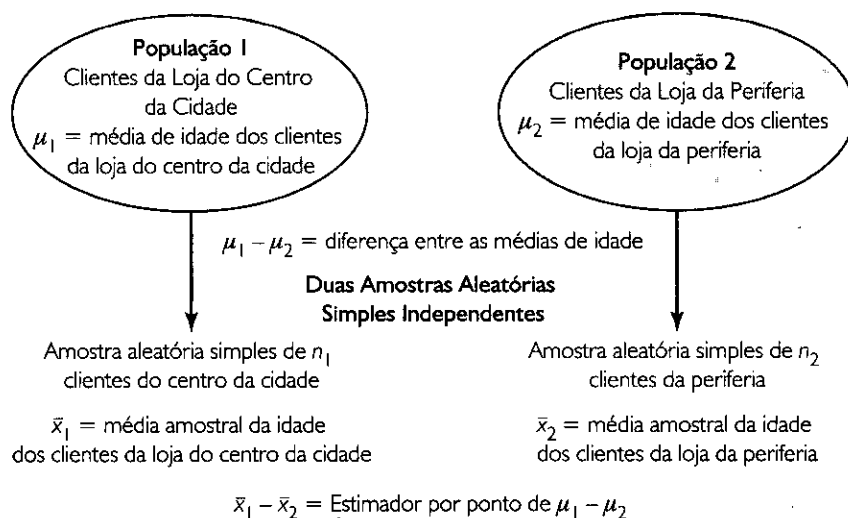 População 1
Clientes da Loja do Centro
da Cidade
μ₁ = média de idade dos clientes
da loja do centro da cidade
População 2
Clientes da Loja da Periferia
μ₂ = média de idade dos clientes
da loja da periferia
μ₁ – μ₂ = diferença entre as médias de idade
Duas Amostras Aleatórias
Simples Independentes
Amostra aleatória simples de n₁
clientes do centro da cidade
x̄₁ = média amostral da idade
dos clientes da loja do centro da cidade
Amostra aleatória simples de n₂
clientes da periferia
x̄₂ = média amostral da idade
dos clientes da loja da periferia
x̄₁ – x̄₂ = Estimador por ponto de μ₁ – μ₂